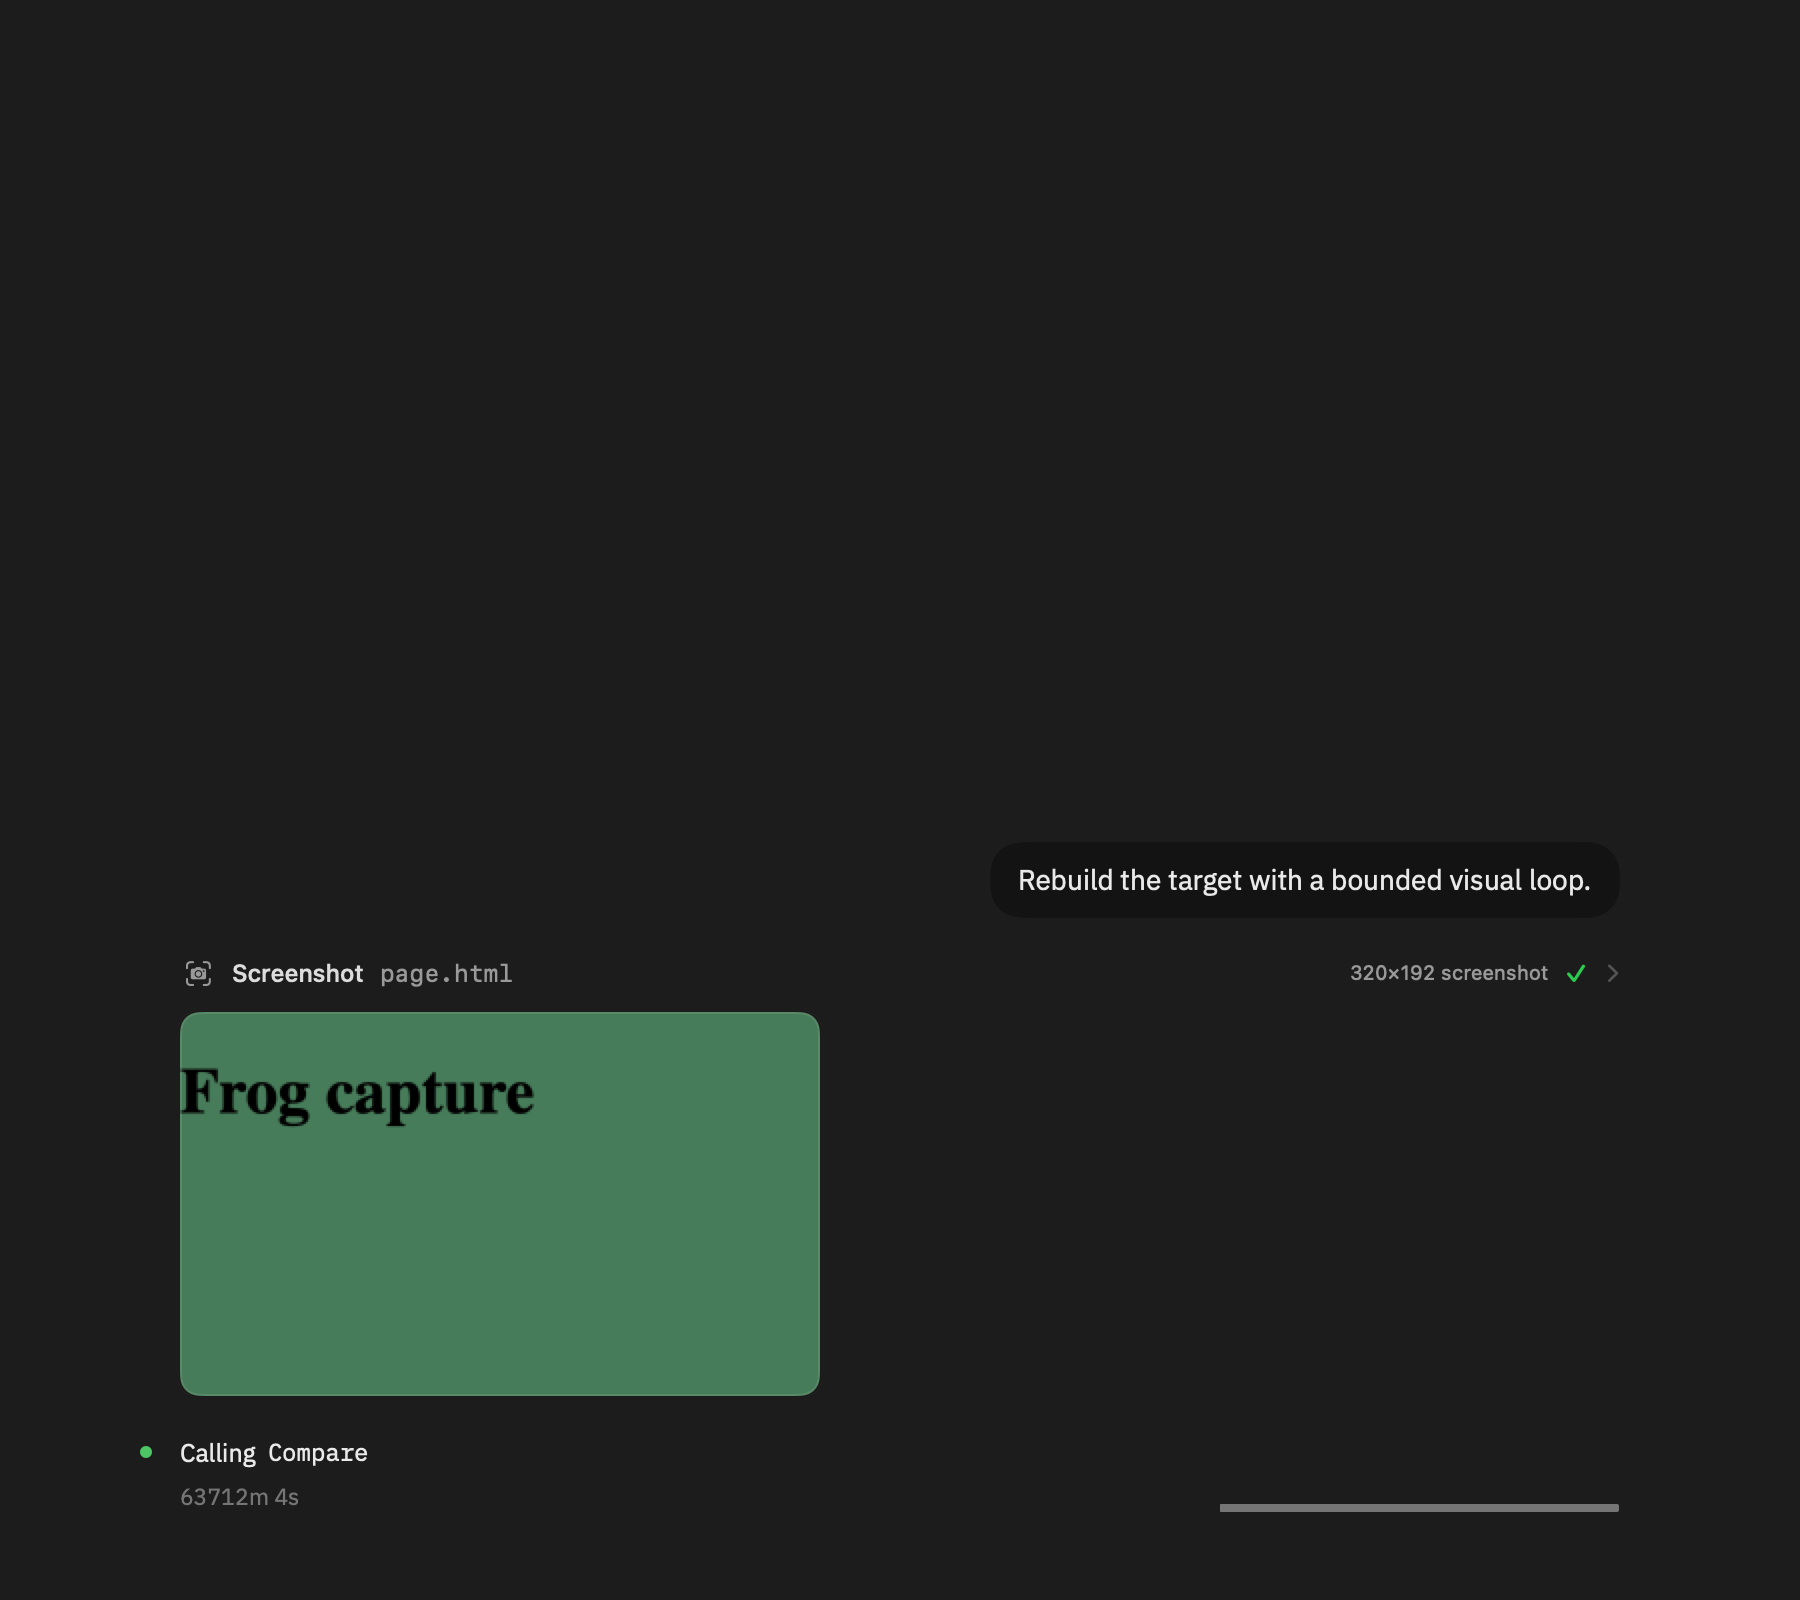 Rebuild the target with a bounded visual loop.
Screenshot page.html 320×192 screenshot
Frog capture
Calling Compare
63712m 4s